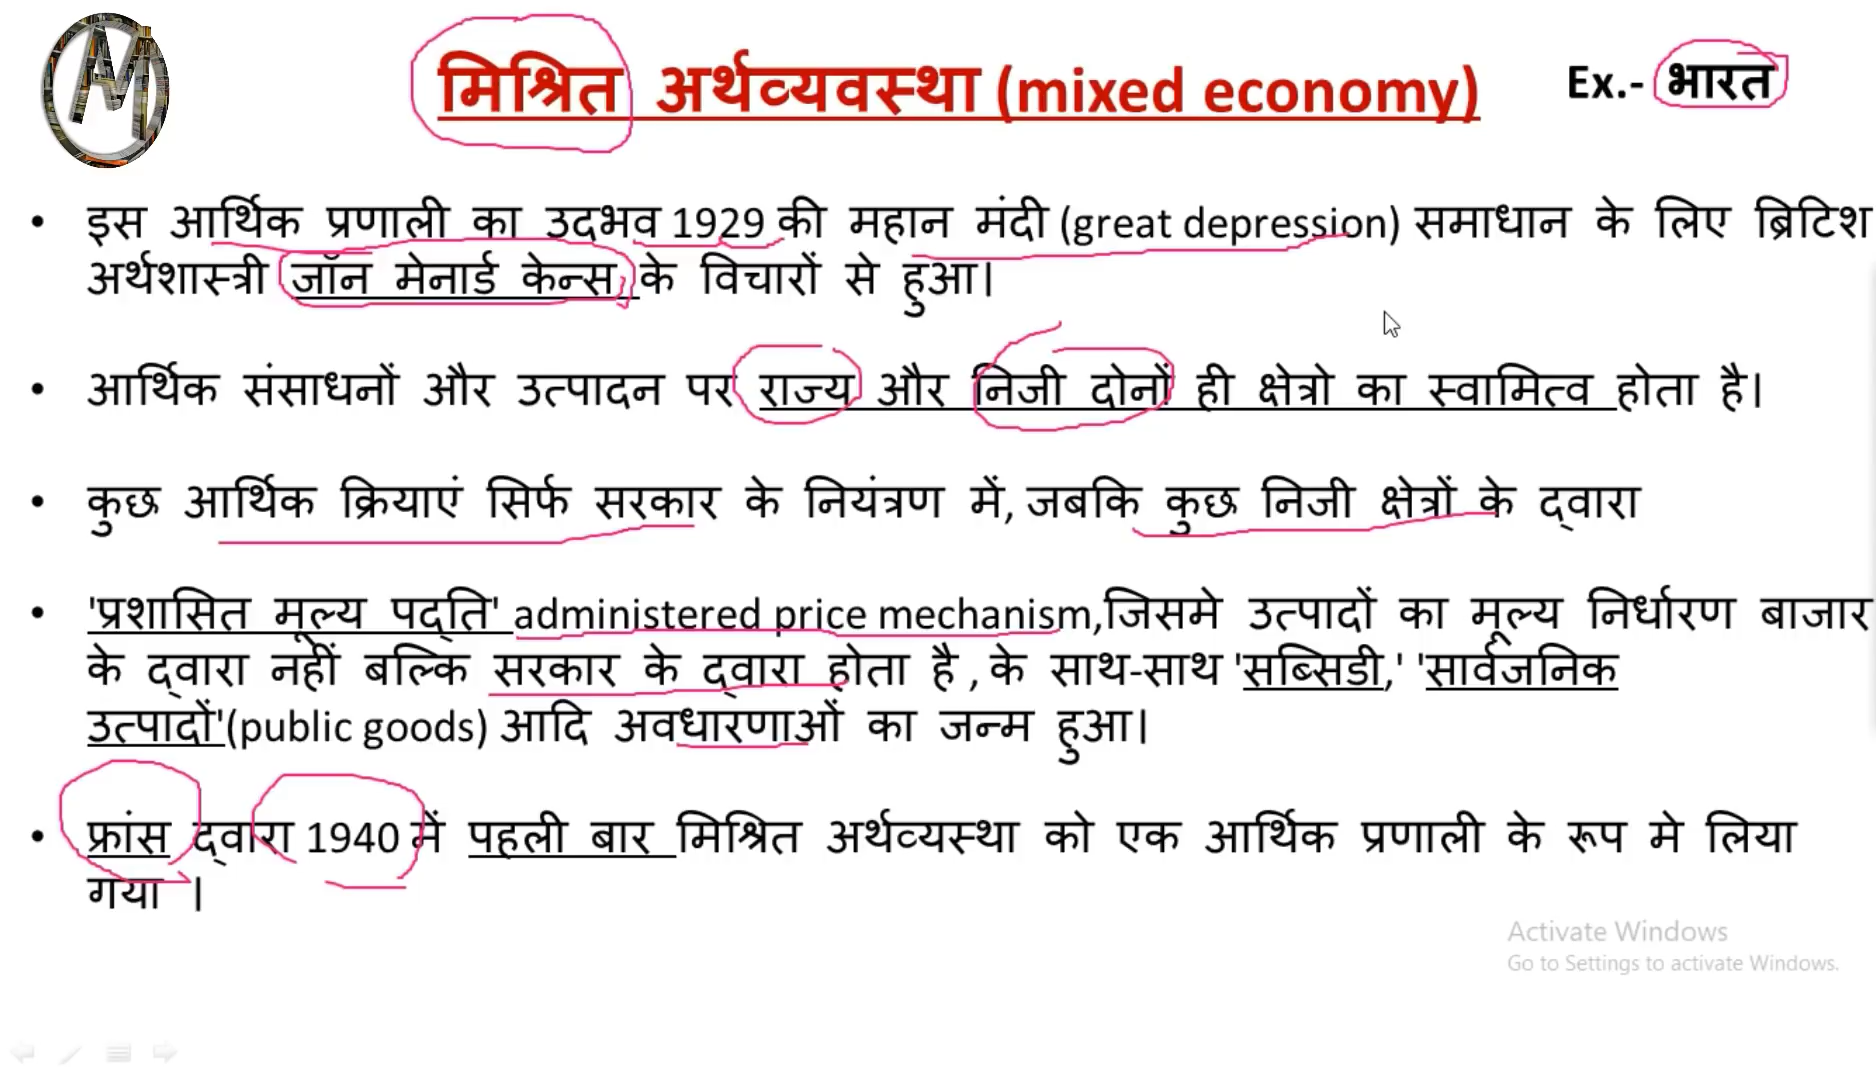 मिश्रित अर्थव्यवस्था (mixed economy)
Ex.- भारत
• इस आर्थिक प्रणाली का उदभव 1929 की महान मंदी (great depression) समाधान के लिए ब्रिटिश
अर्थशास्त्री जॉन मेनार्ड केन्स, के विचारों से हुआ।
• आर्थिक संसाधनों और उत्पादन पर राज्य और निजी दोनों ही क्षेत्रो का स्वामित्व होता है।
• कुछ आर्थिक क्रियाएं सिर्फ सरकार के नियंत्रण में, जबकि कुछ निजी क्षेत्रों के द्वारा
• 'प्रशासित मूल्य पद्ति' administered price mechanism,जिसमे उत्पादों का मूल्य निर्धारण बाजार
के द्वारा नहीं बल्कि सरकार के द्वारा होता है , के साथ-साथ 'सब्सिडी,' 'सार्वजनिक
उत्पादों'(public goods) आदि अवधारणाओं का जन्म हुआ।
• फ्रांस द्वारा 1940 में पहली बार मिश्रित अर्थव्यस्था को एक आर्थिक प्रणाली के रूप मे लिया
गया ।
Activate Windows
Go to Settings to activate Windows.